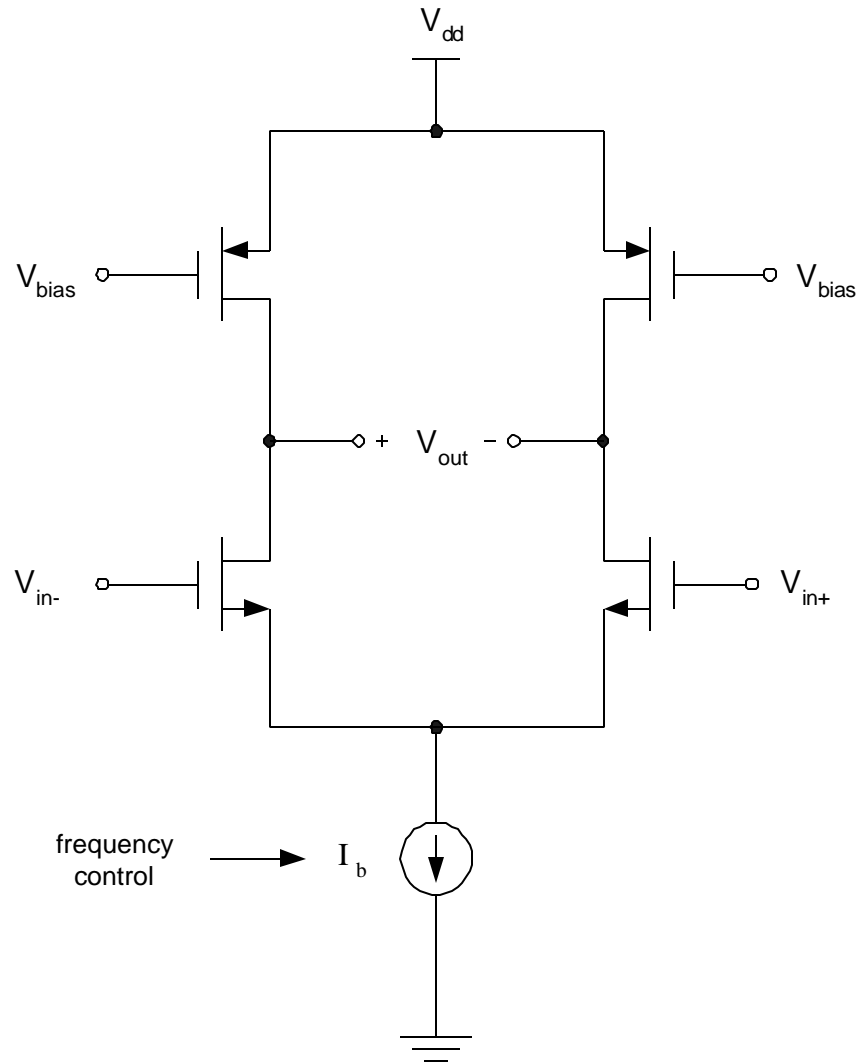 Vdd
Vbias
Vbias
+ Vout −
Vin-
Vin+
frequency
control
Ib